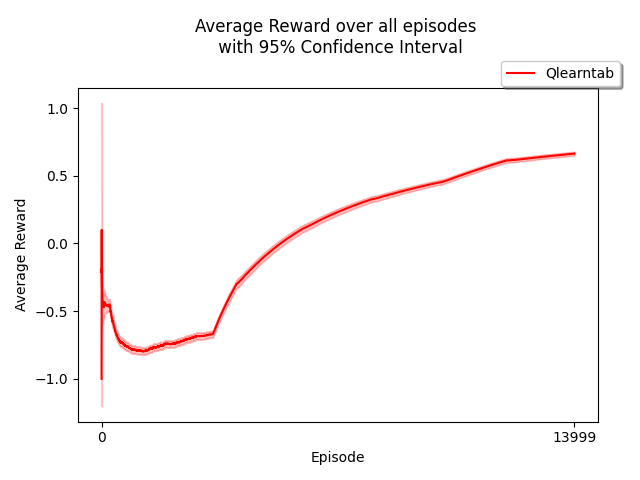 Average Reward over all episodes
with 95% Confidence Interval
Qlearntab
1.0
0.5
0.0
−0.5
−1.0
Average Reward
0
13999
Episode